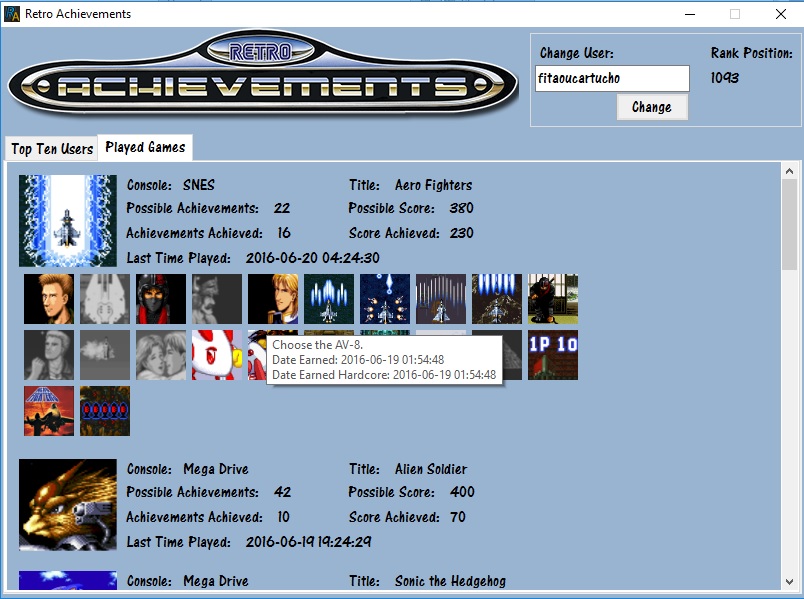 Retro Achievements
RETRO
ACHIEVEMENTS
Change User:
Rank Position:
fitaoucartucho
1093
Change
Top Ten Users
Played Games
Console: SNES
Title: Aero Fighters
Possible Achievements: 22
Possible Score: 380
Achievements Achieved: 16
Score Achieved: 230
Last Time Played: 2016-06-20 04:24:30
Choose the AV-8.
Date Earned: 2016-06-19 01:54:48
Date Earned Hardcore: 2016-06-19 01:54:48
1P 10
Console: Mega Drive
Title: Alien Soldier
Possible Achievements: 42
Possible Score: 400
Achievements Achieved: 10
Score Achieved: 70
Last Time Played: 2016-06-19 19:24:29
Console: Mega Drive
Title: Sonic the Hedgehog